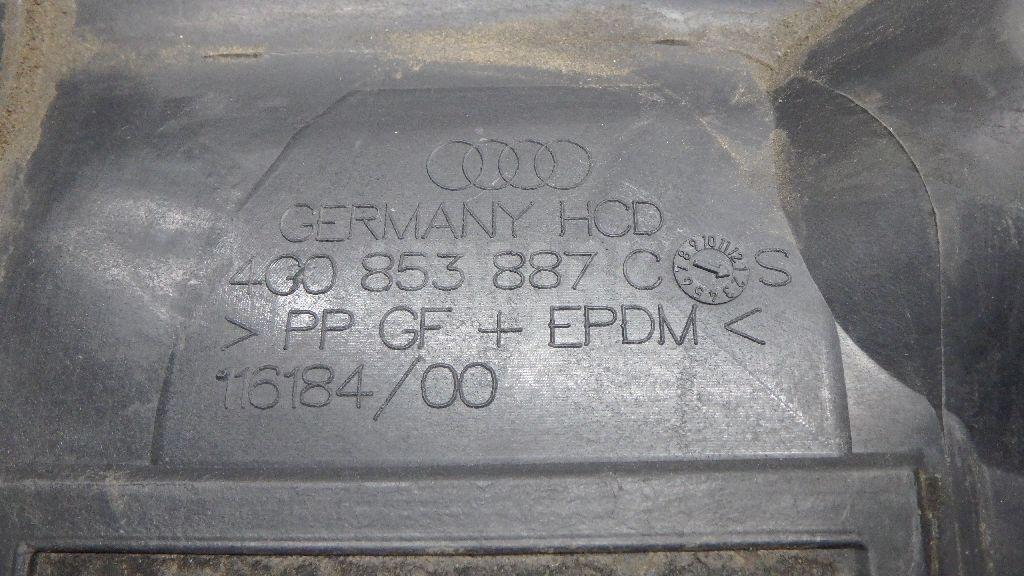 GERMANY HCD
4G0 853 887 C S
> PP GF + EPDM <
116184/00